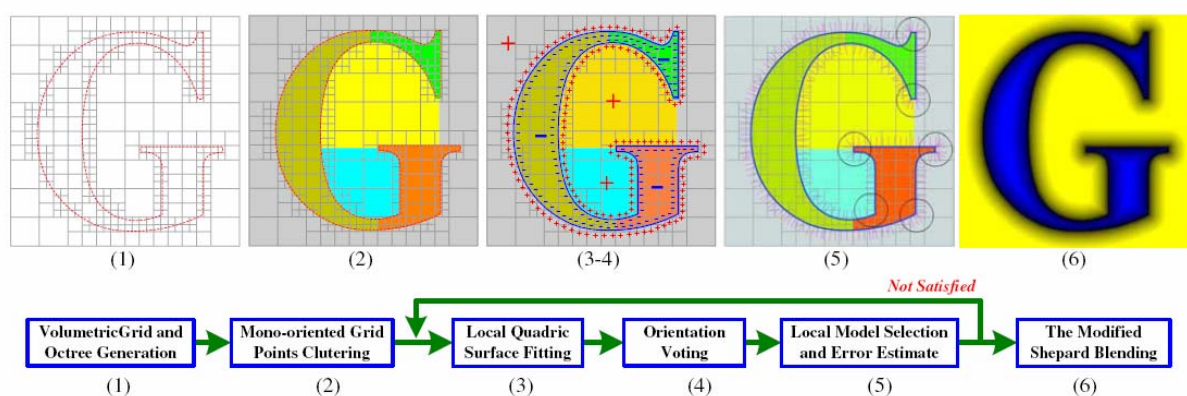 (1)
(2)
(3-4)
(5)
(6)
Not Satisfied
VolumetricGrid and
Octree Generation
Mono-oriented Grid
Points Clutering
Local Quadric
Surface Fitting
Orientation
Voting
Local Model Selection
and Error Estimate
The Modified
Shepard Blending
(1)
(2)
(3)
(4)
(5)
(6)